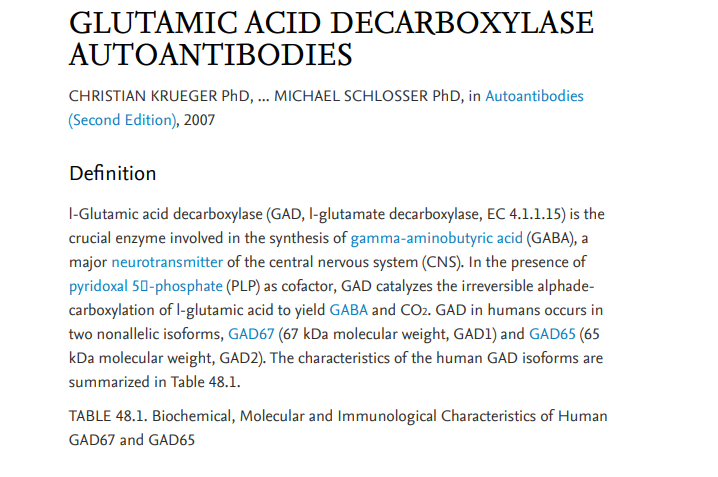 GLUTAMIC ACID DECARBOXYLASE
AUTOANTIBODIES
CHRISTIAN KRUEGER PhD, ... MICHAEL SCHLOSSER PhD, in Autoantibodies
(Second Edition), 2007
Definition
l-Glutamic acid decarboxylase (GAD, l-glutamate decarboxylase, EC 4.1.1.15) is the
crucial enzyme involved in the synthesis of gamma-aminobutyric acid (GABA), a
major neurotransmitter of the central nervous system (CNS). In the presence of
pyridoxal 5▯-phosphate (PLP) as cofactor, GAD catalyzes the irreversible alphade-
carboxylation of l-glutamic acid to yield GABA and CO₂. GAD in humans occurs in
two nonallelic isoforms, GAD67 (67 kDa molecular weight, GAD1) and GAD65 (65
kDa molecular weight, GAD2). The characteristics of the human GAD isoforms are
summarized in Table 48.1.
TABLE 48.1. Biochemical, Molecular and Immunological Characteristics of Human
GAD67 and GAD65